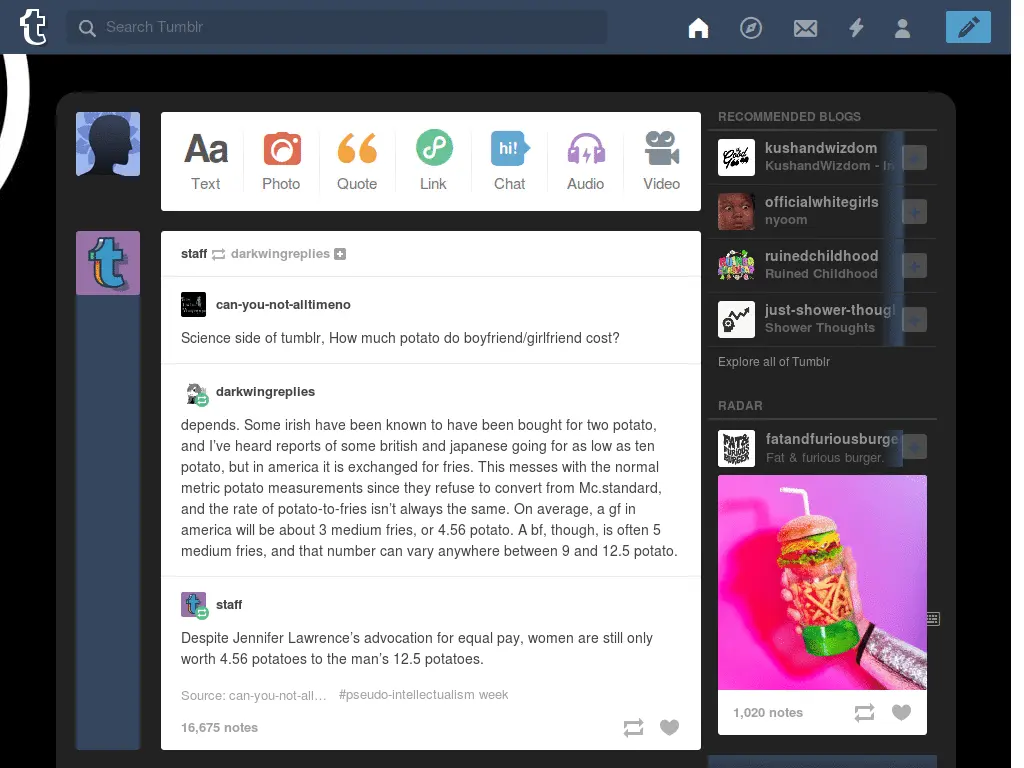 Search Tumblr
Aa
hi!
Text
Photo
Quote
Link
Chat
Audio
Video
staff darkwingreplies
can-you-not-alltimeno
Science side of tumblr, How much potato do boyfriend/girlfriend cost?
darkwingreplies
depends. Some irish have been known to have been bought for two potato,
and I've heard reports of some british and japanese going for as low as ten
potato, but in america it is exchanged for fries. This messes with the normal
metric potato measurements since they refuse to convert from Mc.standard,
and the rate of potato-to-fries isn't always the same. On average, a gf in
america will be about 3 medium fries, or 4.56 potato. A bf, though, is often 5
medium fries, and that number can vary anywhere between 9 and 12.5 potato.
staff
Despite Jennifer Lawrence's advocation for equal pay, women are still only
worth 4.56 potatoes to the man's 12.5 potatoes.
Source: can-you-not-all… #pseudo-intellectualism week
16,675 notes
RECOMMENDED BLOGS
kushandwizdom
KushandWizdom - In
officialwhitegirls
nyoom
ruinedchildhood
Ruined Childhood
just-shower-though
Shower Thoughts
Explore all of Tumblr
RADAR
FAT& FURIOUS BURGER
fatandfuriousburge
Fat & furious burger.
1,020 notes